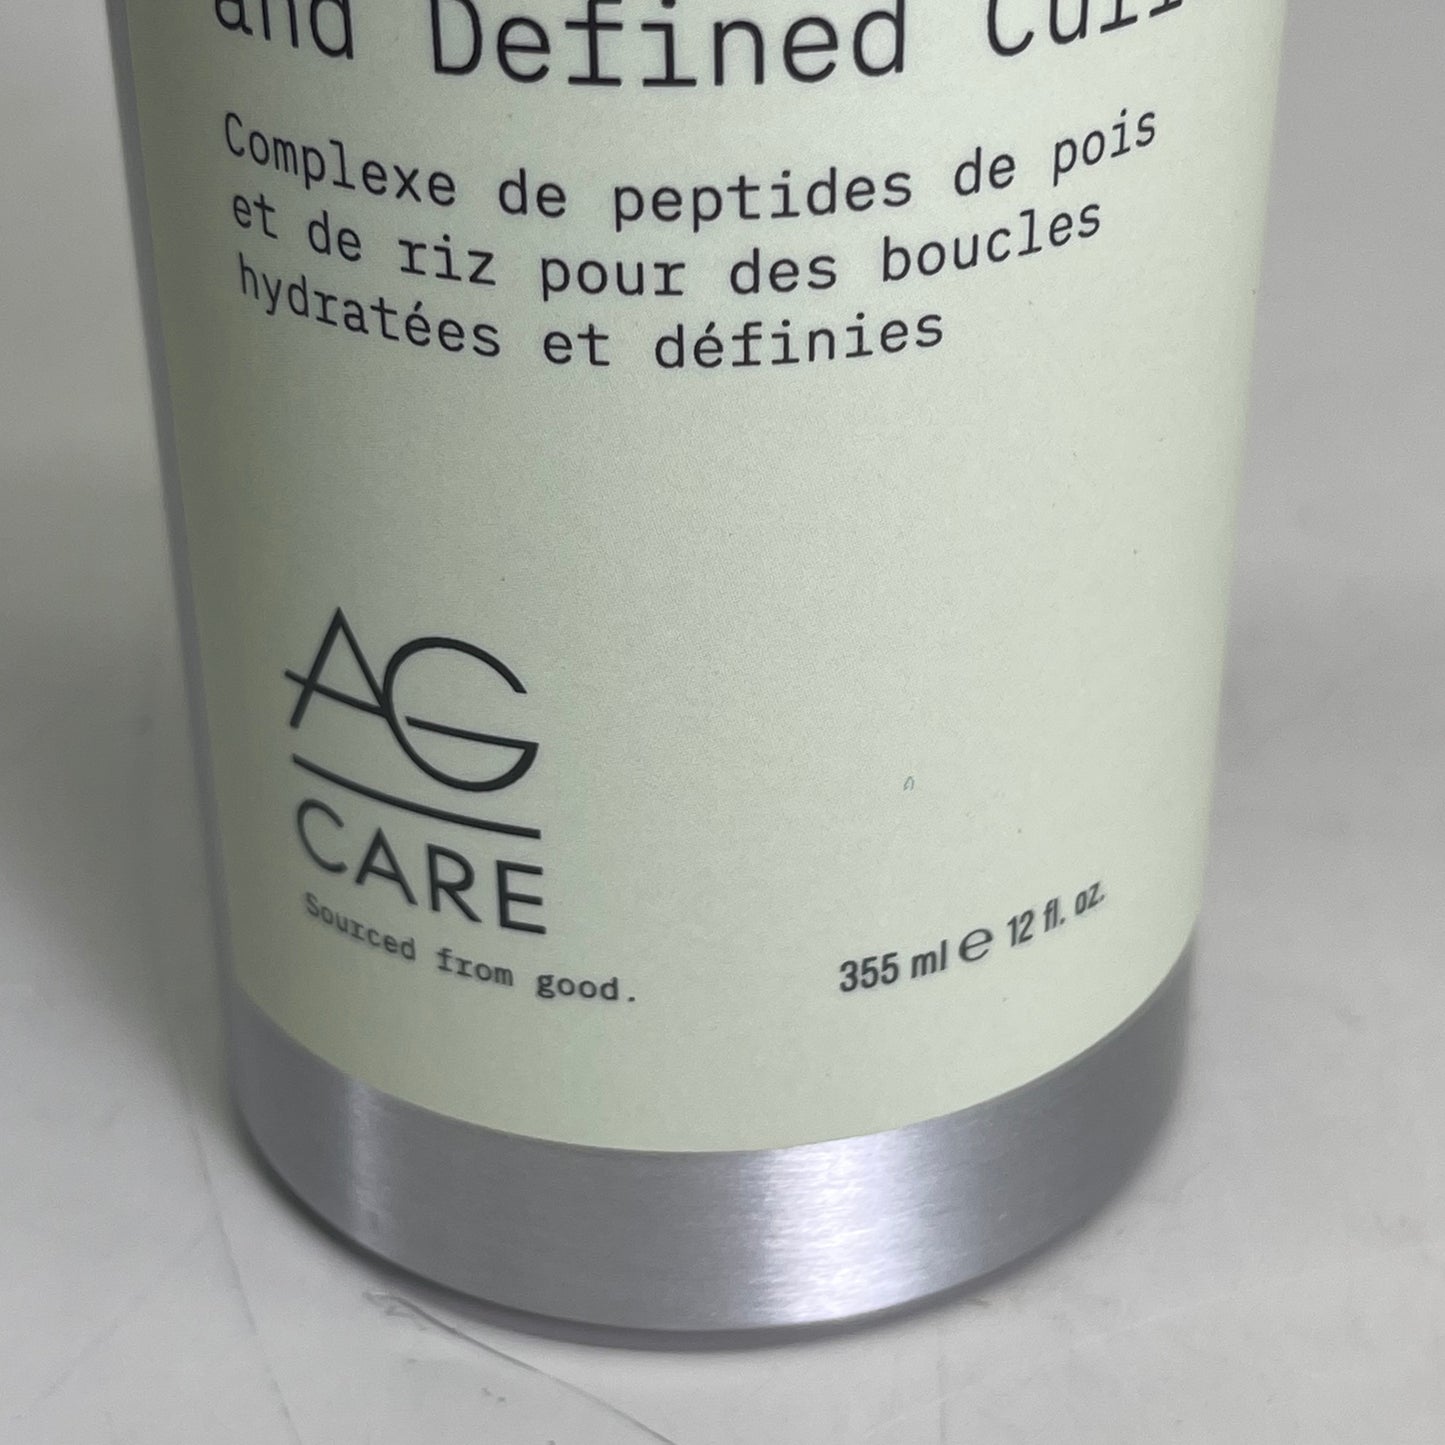 and Defined
Complexe de peptides de pois
et de riz pour des boucles
hydratées et définies
AG
CARE
Sourced from good.
355 ml e 12 fl. oz.